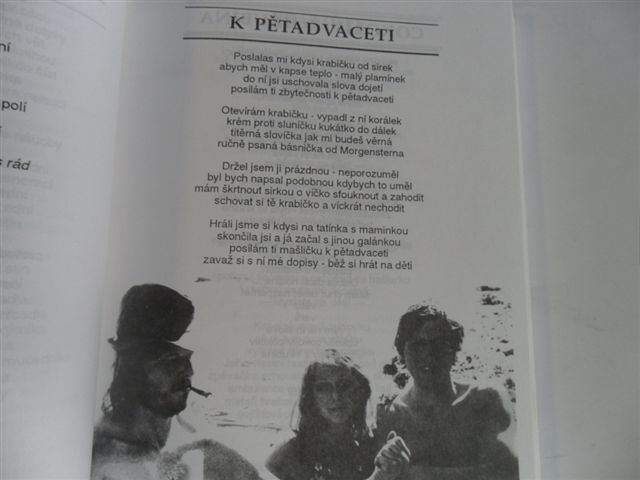 K PĚTADVACETI
Poslalas mi kdysi krabičku od sirek
abych měl v kapse teplo - malý plamínek
do ní jsi uschovala slova dojetí
posílám ti zbytečnosti k pětadvaceti
Otevírám krabičku - vypadl z ní korálek
krém proti sluníčku kukátko do dálek
titěrná slovíčka jak mi budeš věrná
ručně psaná básnička od Morgensterna
Držel jsem ji prázdnou - neporozuměl
byl bych napsal podobnou kdybych to uměl
mám škrtnout sirkou o víčko sfouknout a zahodit
schovat si tě krabičko a víckrát nechodit
Hráli jsme si kdysi na tatínka s maminkou
skončila jsi a já začal s jinou galánkou
posílám ti mašličku k pětadvaceti
zavaž si s ní mé dopisy - běž si hrát na děti
ní
polí
s rád